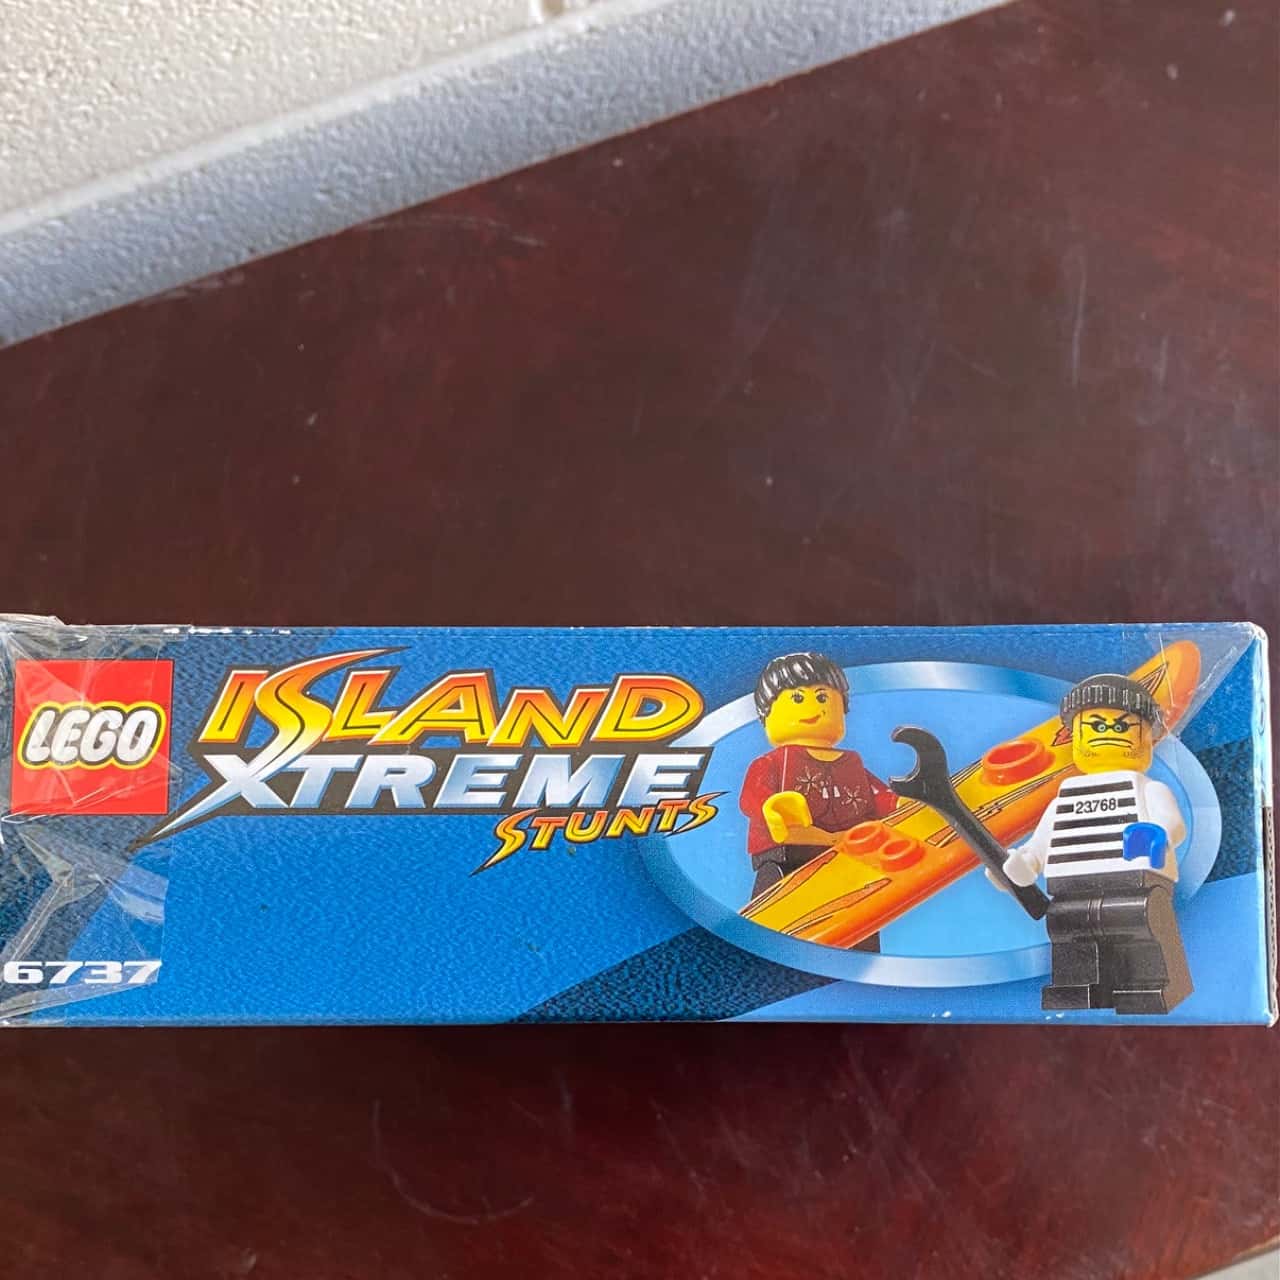 LEGO
ISLAND
XTREME
STUNTS
23768
6737